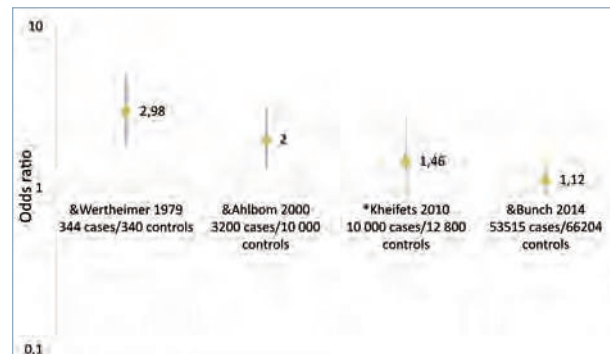 10
Odds ratio
2,98
2
1,46
1,12
1
&Wertheimer 1979
344 cases/340 controls
&Ahlbom 2000
3200 cases/10 000
controls
*Kheifets 2010
10 000 cases/12 800
controls
&Bunch 2014
53515 cases/66204
controls
0.1